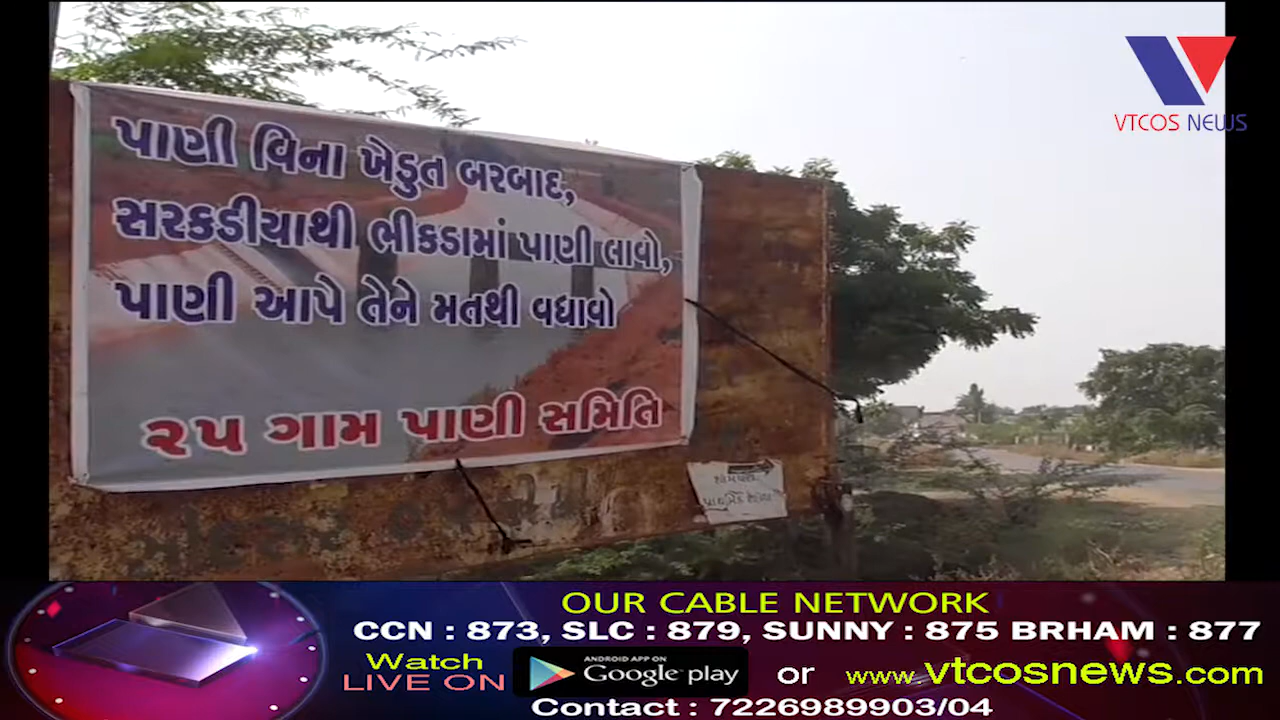 VTCOS NEWS
પાણી વિના ખેડુત બરબાદ,
સરકડીયાથી ભીકડામાં પાણી લાવો,
પાણી આપે તેને મતથી વધાવો
૨૫ ગામ પાણી સમિતિ
OUR CABLE NETWORK
CCN : 873, SLC : 879, SUNNY : 875 BRHAM : 877
Watch LIVE ON ANDROID APP ON Google play or www.vtcosnews.com
Contact : 7226989903/04